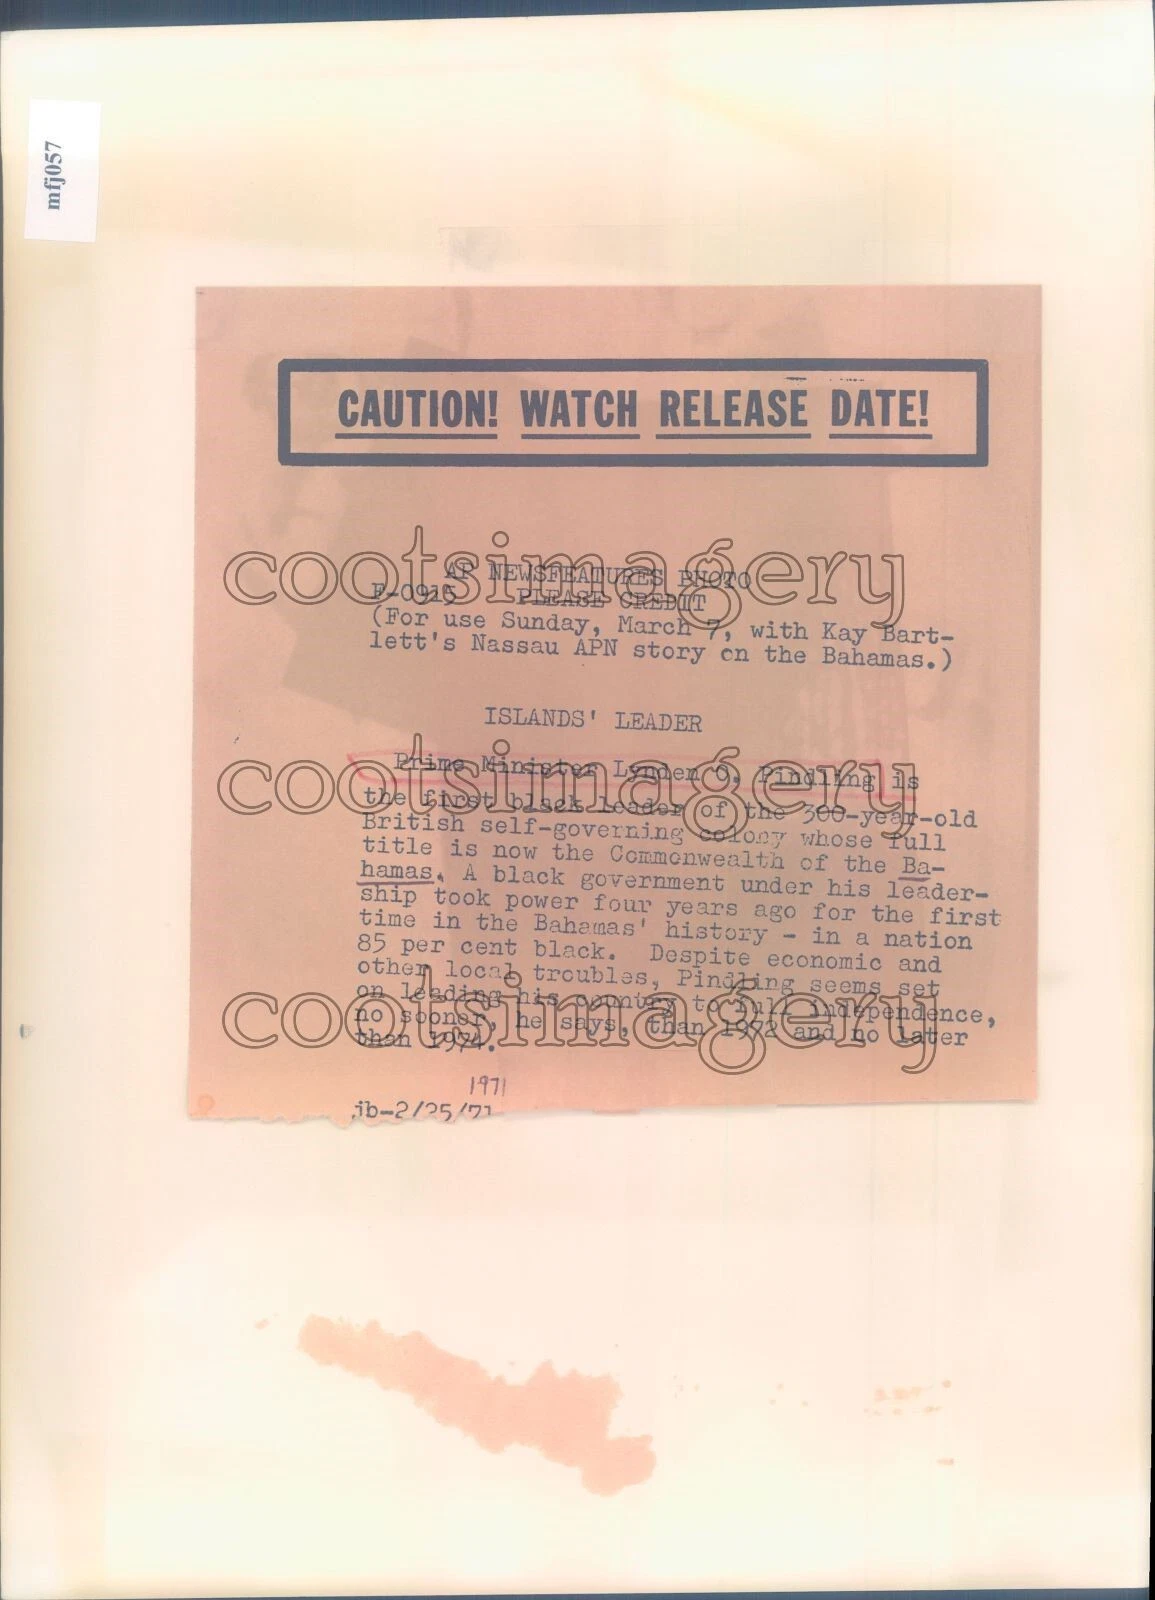 mfj057
CAUTION! WATCH RELEASE DATE!
AP NEWSFEATURES PHOTO
F-0915 PLEASE CREDIT
(For use Sunday, March 7, with Kay Bart-
lett's Nassau APN story on the Bahamas.)
ISLANDS' LEADER
Prime Minister Lynden O. Pindling is
the first black leader of the 300-year-old
British self-governing colony whose full
title is now the Commonwealth of the Ba-
hamas. A black government under his leader-
ship took power four years ago for the first
time in the Bahamas' history - in a nation
85 per cent black. Despite economic and
other local troubles, Pindling seems set
on leading his country to full independence,
no sooner, he says, than 1972 and no later
than 1974.
1971
jb-2/25/71
cootsimagery
cootsimagery
cootsimagery